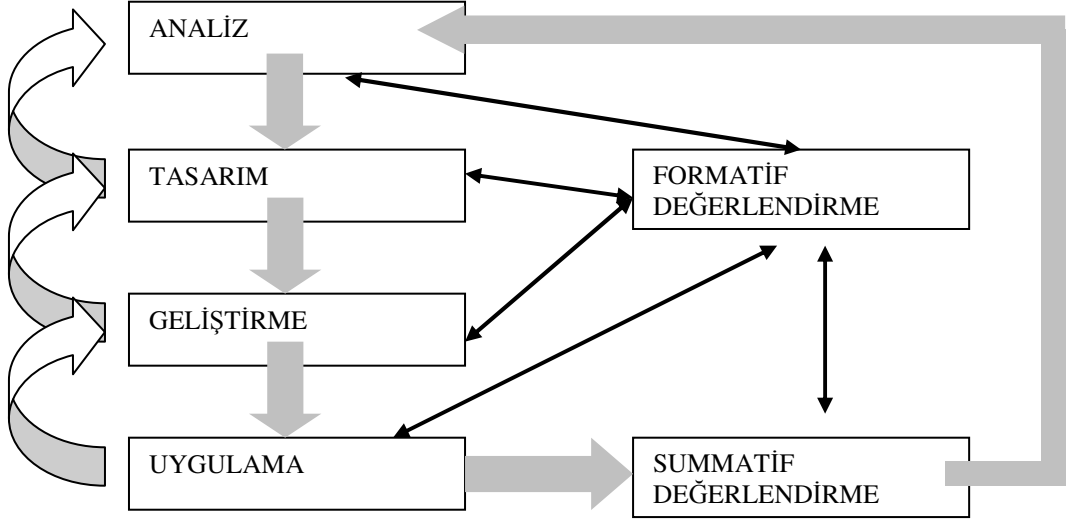 ANALİZ
TASARIM
FORMATİF
DEĞERLENDİRME
GELİŞTİRME
UYGULAMA
SUMMATİF
DEĞERLENDİRME